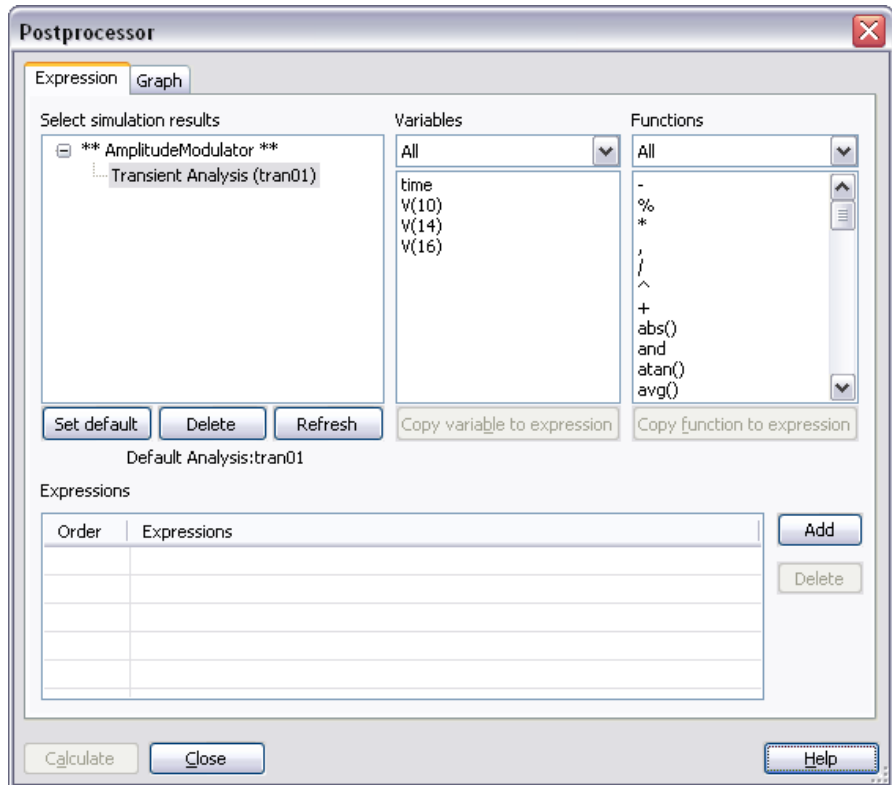 Postprocessor
Expression Graph
Select simulation results
** AmplitudeModulator **
Transient Analysis (tran01)
Set default Delete Refresh
Default Analysis:tran01
Variables
All
time
V(10)
V(14)
V(16)
Copy variable to expression
Functions
All
-
%
*
,
/
^
+
abs()
and
atan()
avg()
Copy function to expression
Expressions
Order Expressions
Add
Delete
Calculate Close Help